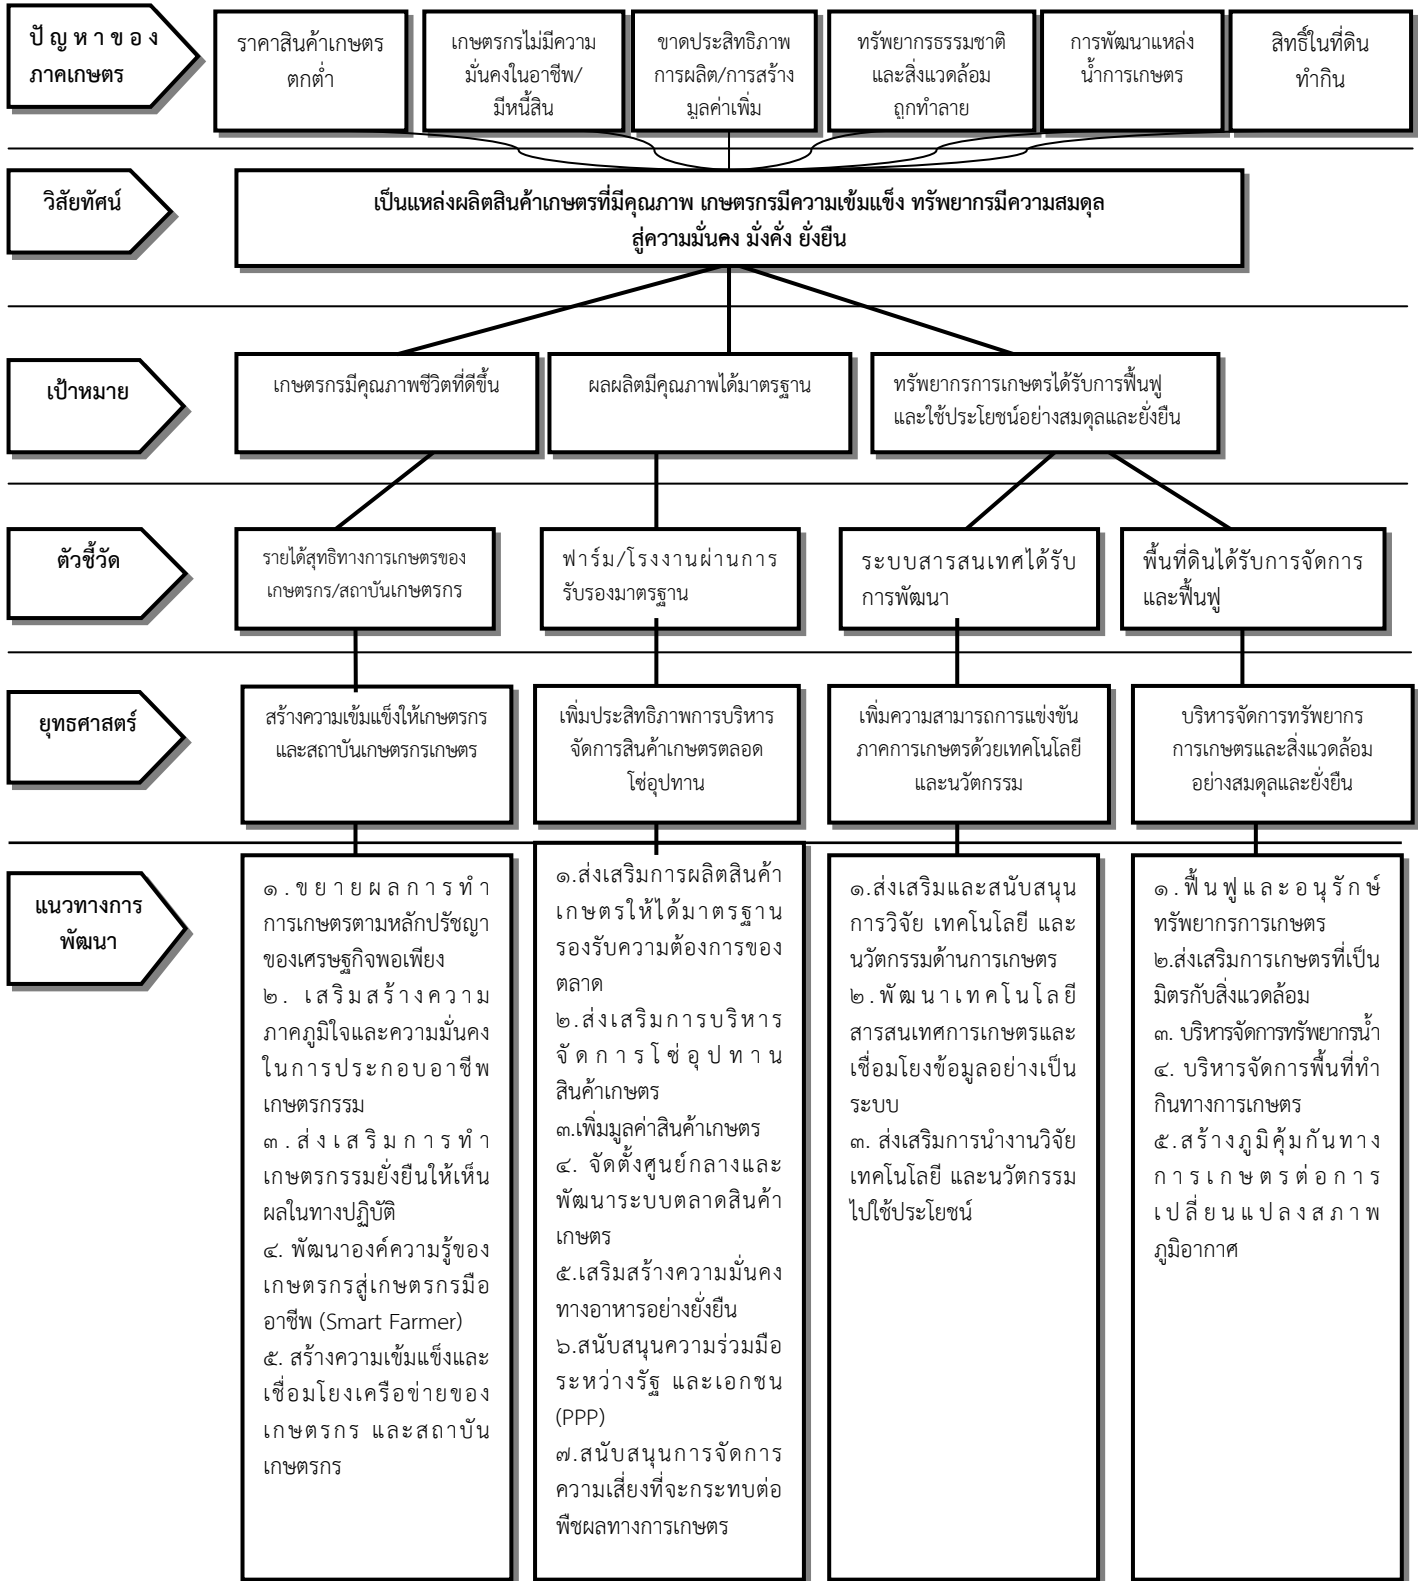 ปัญหาของ
ภาคเกษตร
ราคาสินค้าเกษตร
ตกต่ำ
เกษตรกรไม่มีความ
มั่นคงในอาชีพ/
มีหนี้สิน
ขาดประสิทธิภาพ
การผลิต/การสร้าง
มูลค่าเพิ่ม
ทรัพยากรธรรมชาติ
และสิ่งแวดล้อม
ถูกทำลาย
การพัฒนาแหล่ง
น้ำการเกษตร
สิทธิ์ในที่ดิน
ทำกิน
วิสัยทัศน์
เป็นแหล่งผลิตสินค้าเกษตรที่มีคุณภาพ เกษตรกรมีความเข้มแข็ง ทรัพยากรมีความสมดุล
สู่ความมั่นคง มั่งคั่ง ยั่งยืน
เป้าหมาย
เกษตรกรมีคุณภาพชีวิตที่ดีขึ้น
ผลผลิตมีคุณภาพได้มาตรฐาน
ทรัพยากรการเกษตรได้รับการฟื้นฟู
และใช้ประโยชน์อย่างสมดุลและยั่งยืน
ตัวชี้วัด
รายได้สุทธิทางการเกษตรของ
เกษตรกร/สถาบันเกษตรกร
ฟาร์ม/โรงงานผ่านการ
รับรองมาตรฐาน
ระบบสารสนเทศได้รับ
การพัฒนา
พื้นที่ดินได้รับการจัดการ
และฟื้นฟู
ยุทธศาสตร์
สร้างความเข้มแข็งให้เกษตรกร
และสถาบันเกษตรกรเกษตร
เพิ่มประสิทธิภาพการบริหาร
จัดการสินค้าเกษตรตลอด
โซ่อุปทาน
เพิ่มความสามารถการแข่งขัน
ภาคการเกษตรด้วยเทคโนโลยี
และนวัตกรรม
บริหารจัดการทรัพยากร
การเกษตรและสิ่งแวดล้อม
อย่างสมดุลและยั่งยืน
แนวทางการ
พัฒนา
๑.ขยายผลการทำ
การเกษตรตามหลักปรัชญา
ของเศรษฐกิจพอเพียง
๒. เสริมสร้างความ
ภาคภูมิใจและความมั่นคง
ในการประกอบอาชีพ
เกษตรกรรม
๓.ส่งเสริมการทำ
เกษตรกรรมยั่งยืนให้เห็น
ผลในทางปฏิบัติ
๔. พัฒนาองค์ความรู้ของ
เกษตรกรสู่เกษตรกรมือ
อาชีพ (Smart Farmer)
๕. สร้างความเข้มแข็งและ
เชื่อมโยงเครือข่ายของ
เกษตรกร และสถาบัน
เกษตรกร
๑.ส่งเสริมการผลิตสินค้า
เกษตรให้ได้มาตรฐาน
รองรับความต้องการของ
ตลาด
๒.ส่งเสริมการบริหาร
จัดการโซ่อุปทาน
สินค้าเกษตร
๓.เพิ่มมูลค่าสินค้าเกษตร
๔. จัดตั้งศูนย์กลางและ
พัฒนาระบบตลาดสินค้า
เกษตร
๕.เสริมสร้างความมั่นคง
ทางอาหารอย่างยั่งยืน
๖.สนับสนุนความร่วมมือ
ระหว่างรัฐ และเอกชน
(PPP)
๗.สนับสนุนการจัดการ
ความเสี่ยงที่จะกระทบต่อ
พืชผลทางการเกษตร
๑.ส่งเสริมและสนับสนุน
การวิจัย เทคโนโลยี และ
นวัตกรรมด้านการเกษตร
๒.พัฒนาเทคโนโลยี
สารสนเทศการเกษตรและ
เชื่อมโยงข้อมูลอย่างเป็น
ระบบ
๓. ส่งเสริมการนำงานวิจัย
เทคโนโลยี และนวัตกรรม
ไปใช้ประโยชน์
๑.ฟื้นฟูและอนุรักษ์
ทรัพยากรการเกษตร
๒.ส่งเสริมการเกษตรที่เป็น
มิตรกับสิ่งแวดล้อม
๓. บริหารจัดการทรัพยากรน้ำ
๔. บริหารจัดการพื้นที่ทำ
กินทางการเกษตร
๕.สร้างภูมิคุ้มกันทาง
การเกษตรต่อการ
เปลี่ยนแปลงสภาพ
ภูมิอากาศ